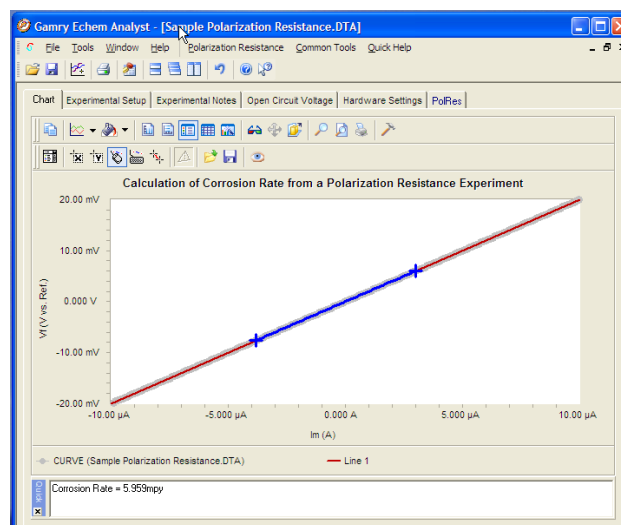 Gamry Echem Analyst - [Sample Polarization Resistance.DTA]
File Tools Window Help Polarization Resistance Common Tools Quick Help
Chart Experimental Setup Experimental Notes Open Circuit Voltage Hardware Settings PolRes
Calculation of Corrosion Rate from a Polarization Resistance Experiment
20.00 mV
10.00 mV
0.000 V
-10.00 mV
-20.00 mV
Vf (V vs. Ref.)
-10.00 µA -5.000 µA 0.000 A 5.000 µA 10.00 µA
Im (A)
CURVE (Sample Polarization Resistance.DTA) Line 1
Corrosion Rate = 5.959mpy